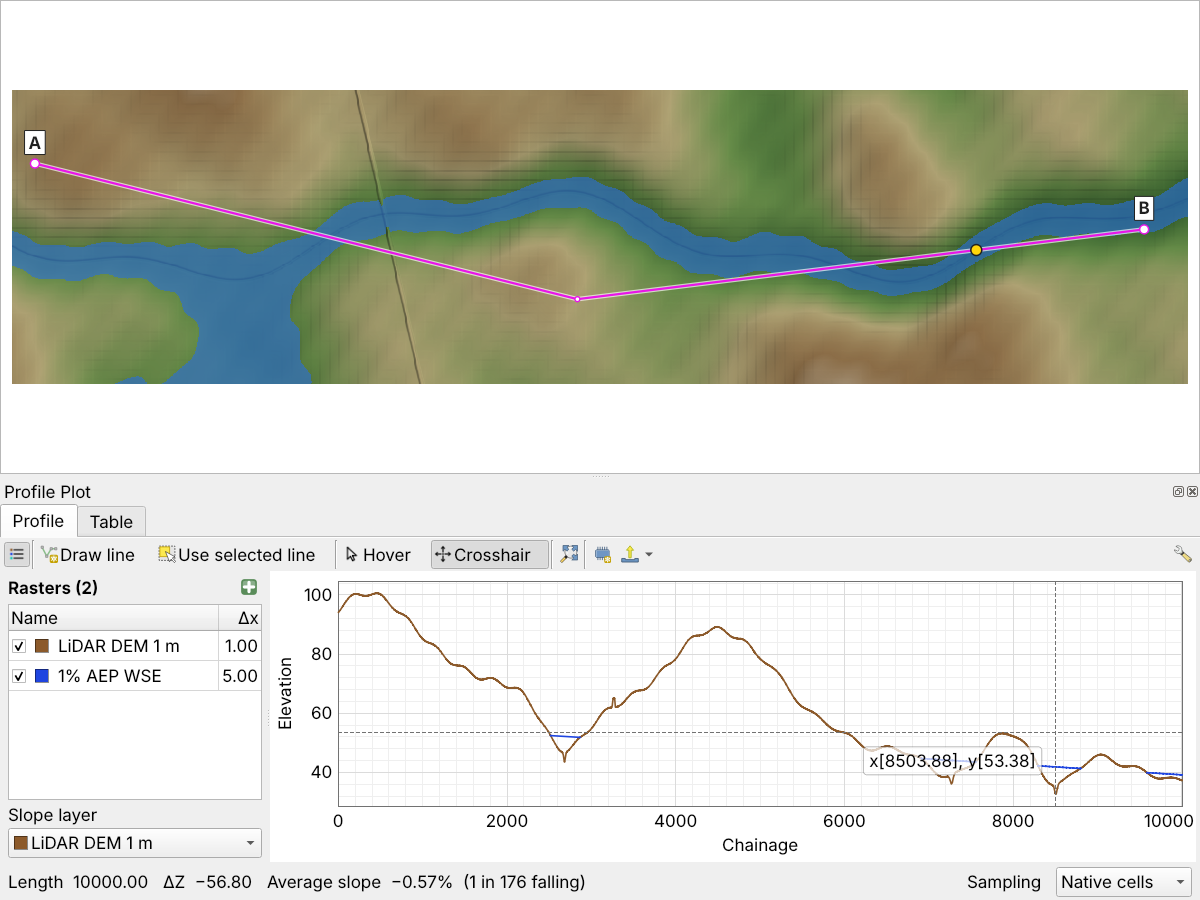 A
B
Profile Plot
Profile
Table
Draw line
Use selected line
Hover
Crosshair
Rasters (2)
Name Δx
LiDAR DEM 1 m 1.00
1% AEP WSE 5.00
Slope layer
LiDAR DEM 1 m
Elevation
100
80
60
40
x[8503.88], y[53.38]
0 2000 4000 6000 8000 10000
Chainage
Length 10000.00 ΔZ −56.80 Average slope −0.57% (1 in 176 falling)
Sampling Native cells